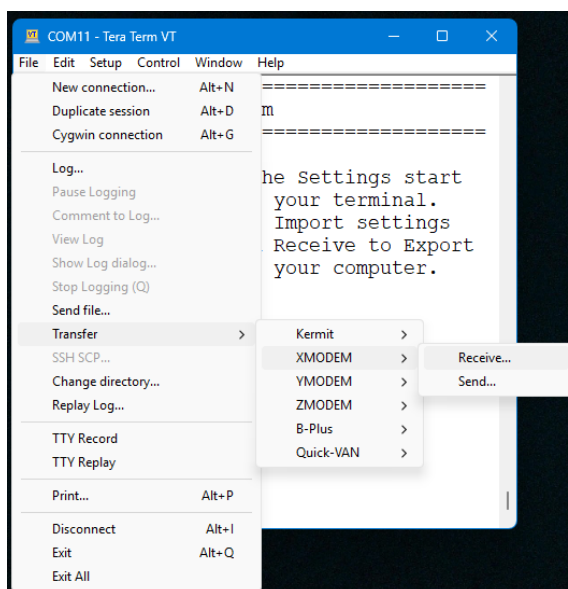 COM11 - Tera Term VT
File Edit Setup Control Window Help
New connection... Alt+N
Duplicate session Alt+D
Cygwin connection Alt+G
Log...
Pause Logging
Comment to Log...
View Log
Show Log dialog...
Stop Logging (Q)
Send file...
Transfer >
SSH SCP...
Change directory...
Replay Log...
TTY Record
TTY Replay
Print... Alt+P
Disconnect Alt+I
Exit Alt+Q
Exit All
Kermit >
XMODEM >
YMODEM >
ZMODEM >
B-Plus >
Quick-VAN >
Receive...
Send...
===================
m
===================
he Settings start
your terminal.
Import settings
Receive to Export
your computer.